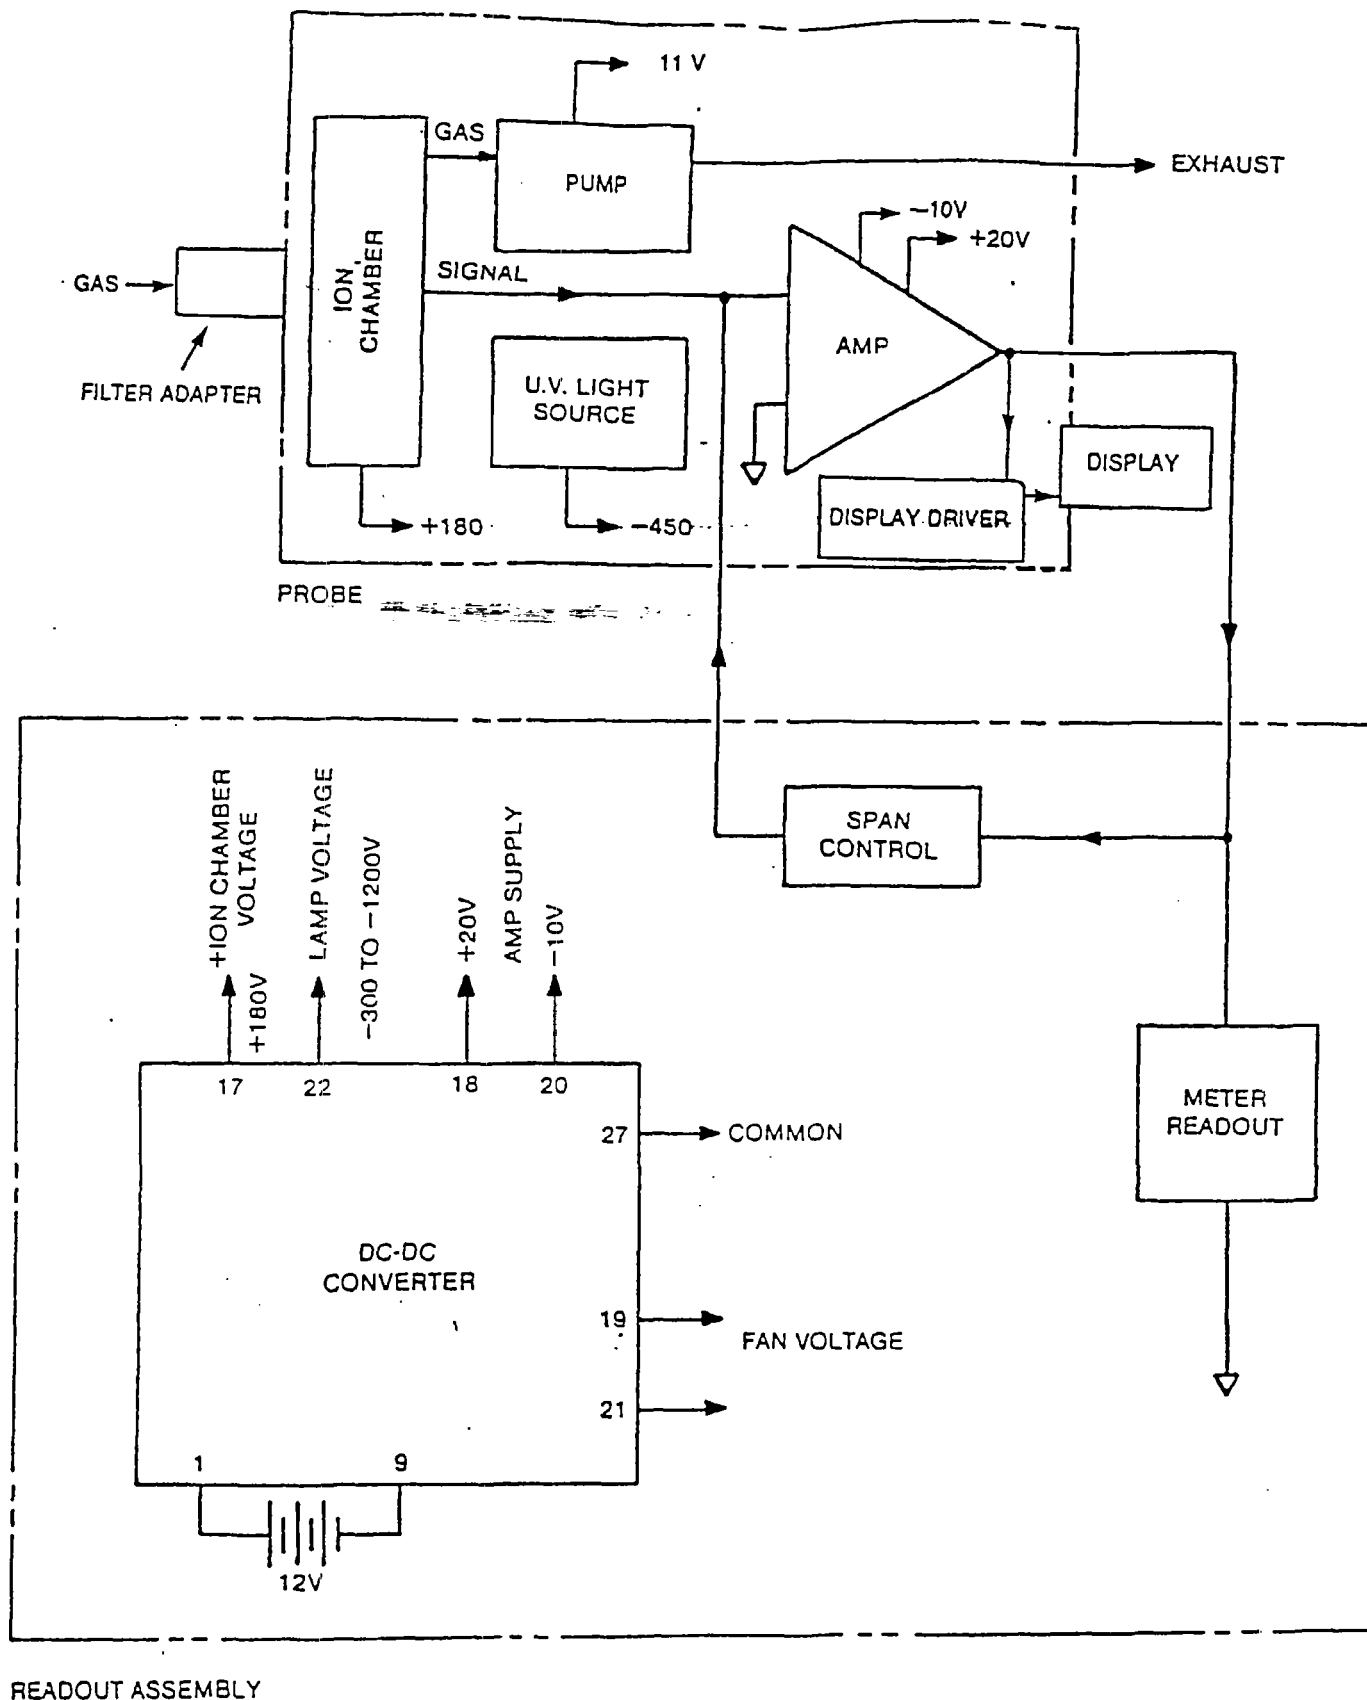 11 V
GAS
PUMP
EXHAUST
-10V
+20V
ION
CHAMBER
SIGNAL
GAS
AMP
FILTER ADAPTER
U.V. LIGHT
SOURCE
DISPLAY
DISPLAY DRIVER
+180
-450
PROBE
+ION CHAMBER
VOLTAGE
+180V
LAMP VOLTAGE
-300 TO -1200V
+20V
AMP SUPPLY
-10V
SPAN
CONTROL
17
22
18
20
27
COMMON
METER
READOUT
DC-DC
CONVERTER
19
FAN VOLTAGE
21
1
9
12V
READOUT ASSEMBLY